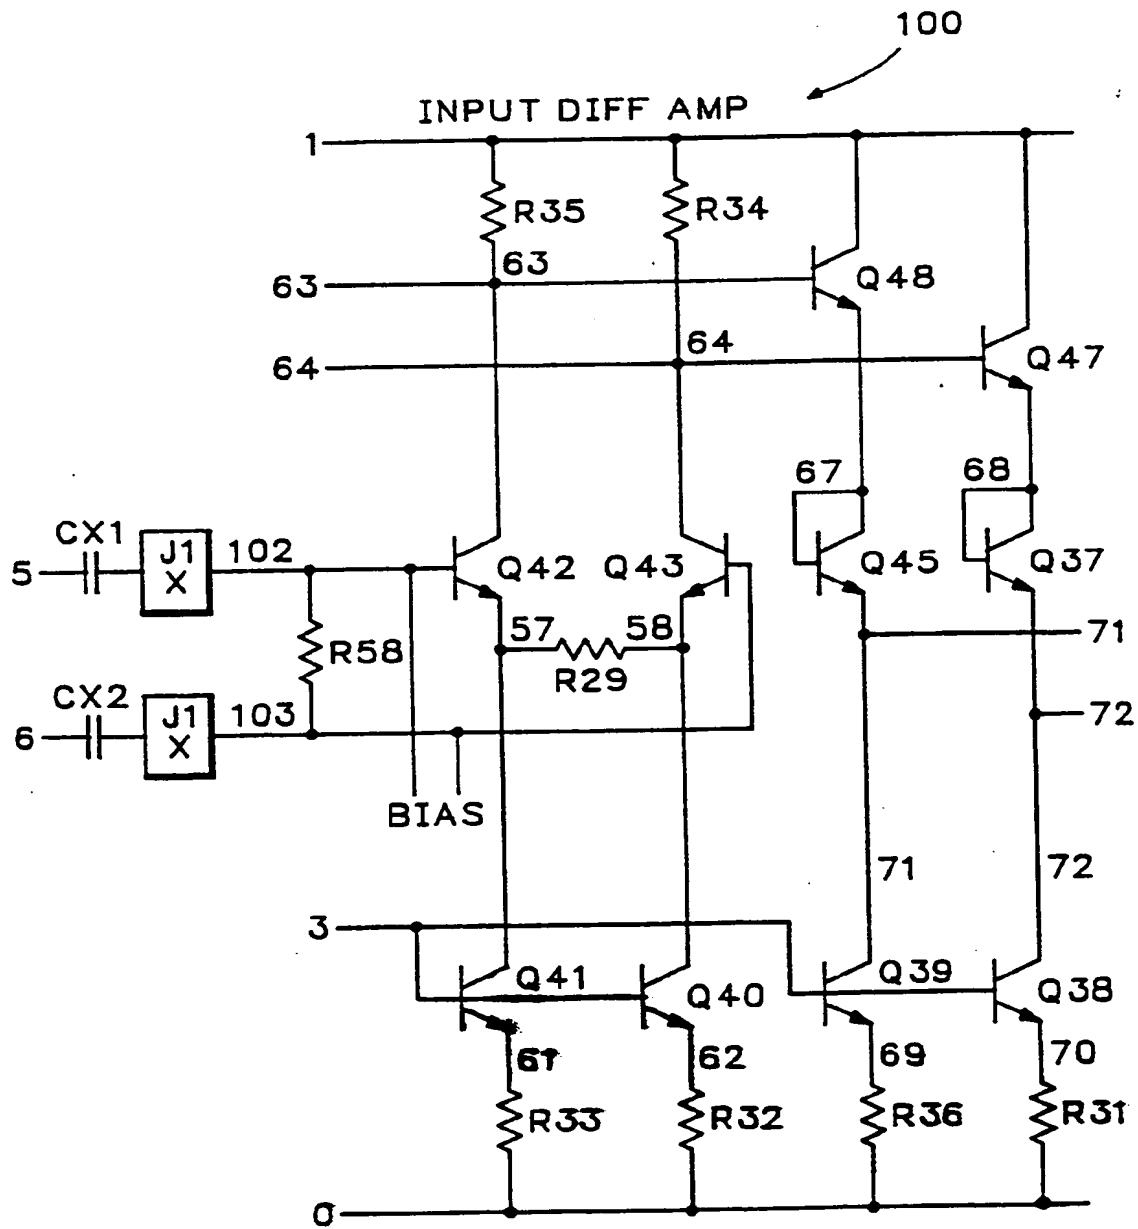 100
INPUT DIFF AMP
1
R35
R34
63
63
Q48
64
64
Q47
67
68
CX1
J1
X
102
5
Q42
Q43
Q45
Q37
57
58
71
R58
R29
CX2
J1
X
103
6
72
BIAS
71
72
3
Q41
Q40
Q39
Q38
61
62
69
70
R33
R32
R36
R31
0